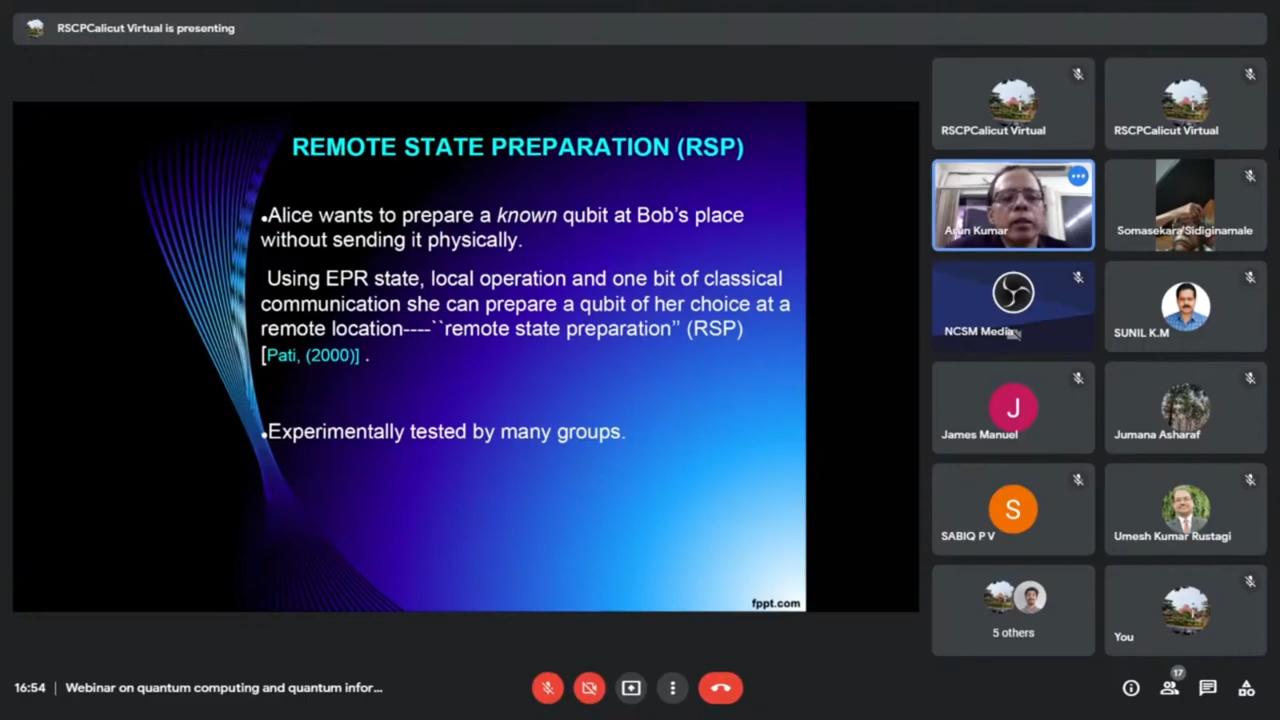 RSCPCalicut Virtual is presenting
REMOTE STATE PREPARATION (RSP)
•Alice wants to prepare a known qubit at Bob's place
without sending it physically.
Using EPR state, local operation and one bit of classical
communication she can prepare a qubit of her choice at a
remote location----``remote state preparation'' (RSP)
[Pati, (2000)] .
•Experimentally tested by many groups.
fppt.com
RSCPCalicut Virtual
RSCPCalicut Virtual
Arun Kumar
Somasekara Sidiginamale
NCSM Media
SUNIL K.M
J
James Manuel
Jumana Asharaf
S
SABIQ P V
Umesh Kumar Rustagi
5 others
You
16:54 | Webinar on quantum computing and quantum infor...
17